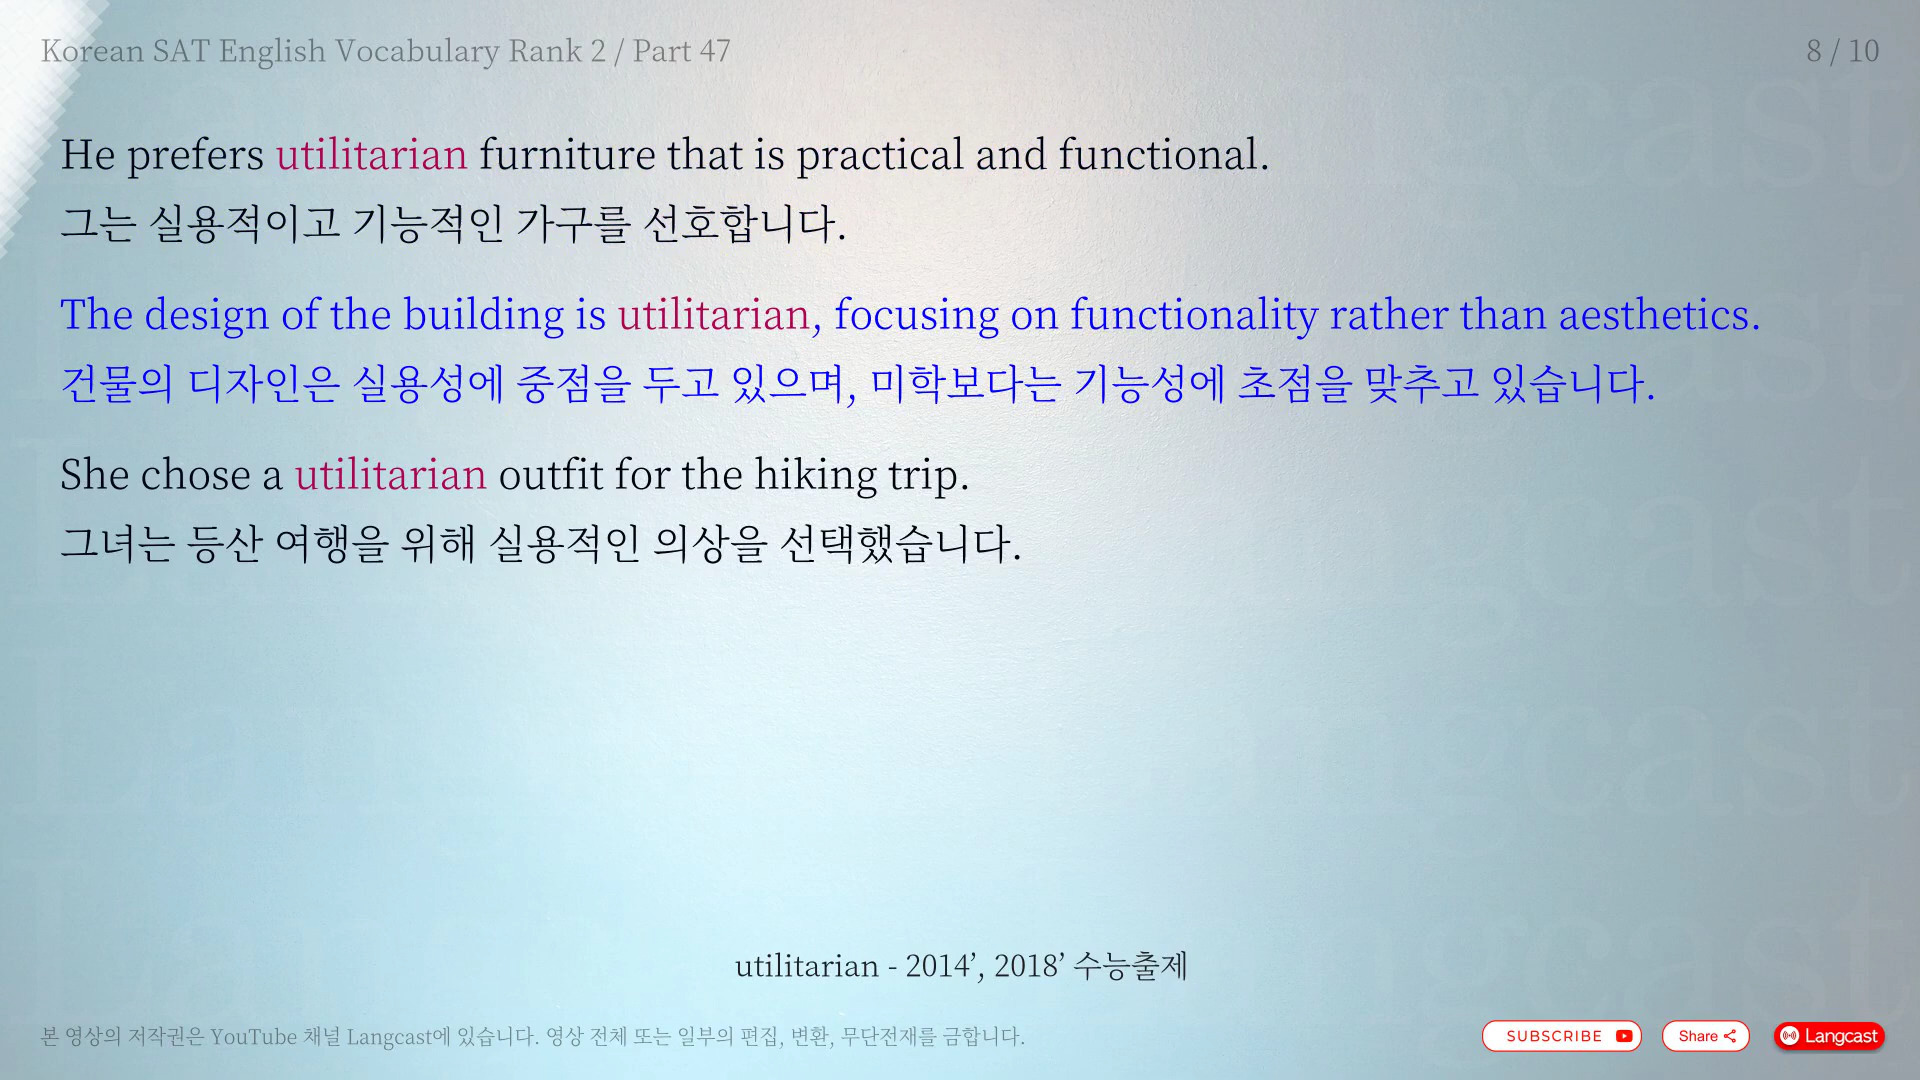 Korean SAT English Vocabulary Rank 2 / Part 47
8 / 10
He prefers utilitarian furniture that is practical and functional.
그는 실용적이고 기능적인 가구를 선호합니다.
The design of the building is utilitarian, focusing on functionality rather than aesthetics.
건물의 디자인은 실용성에 중점을 두고 있으며, 미학보다는 기능성에 초점을 맞추고 있습니다.
She chose a utilitarian outfit for the hiking trip.
그녀는 등산 여행을 위해 실용적인 의상을 선택했습니다.
utilitarian - 2014’, 2018’ 수능출제
본 영상의 저작권은 YouTube 채널 Langcast에 있습니다. 영상 전체 또는 일부의 편집, 변환, 무단전재를 금합니다.
SUBSCRIBE
Share
Langcast